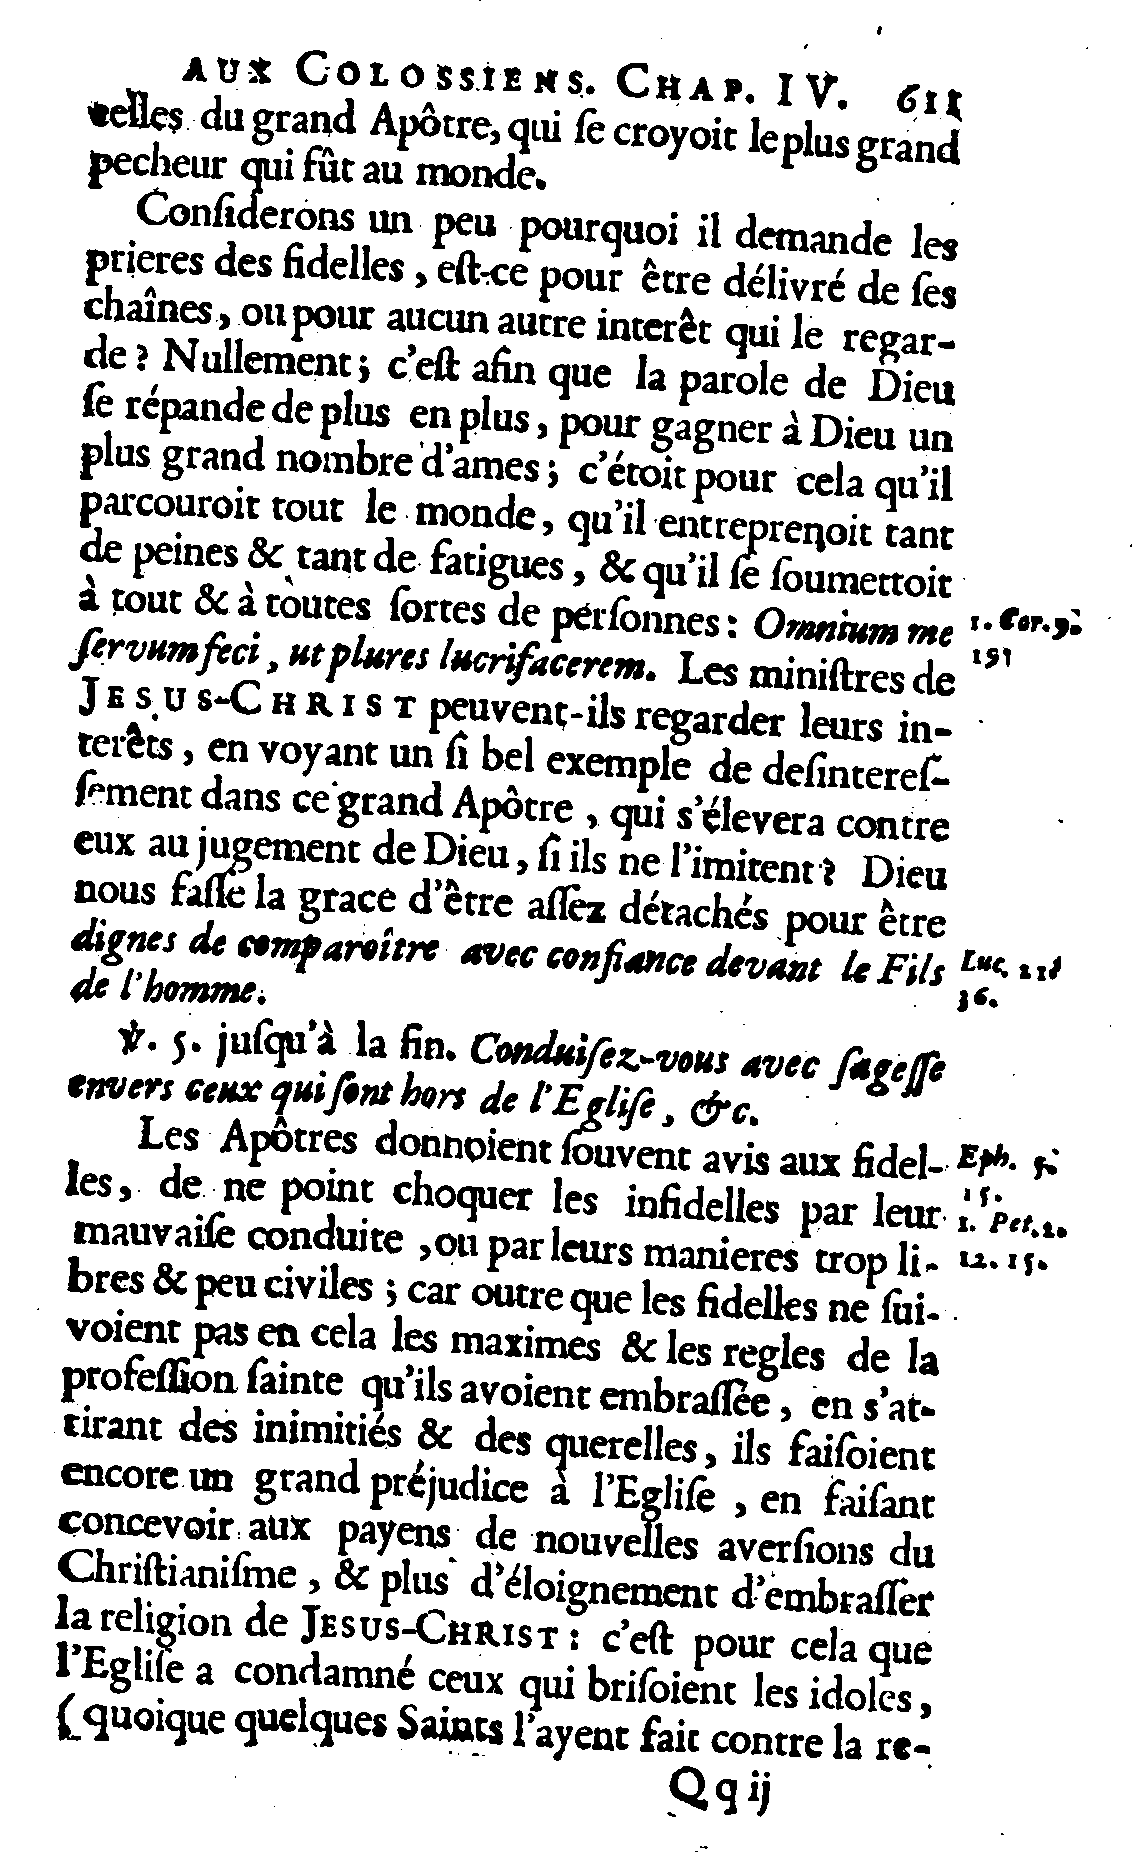 AUX COLOSSIENS. CHAP. IV. 611
celles du grand Apôtre, qui ſe croyoit le plus grand
pecheur qui fût au monde.
Conſiderons un peu pourquoi il demande les
prieres des fidelles, eſt-ce pour être délivré de ſes
chaînes, ou pour aucun autre interêt qui le regar-
de? Nullement; c'eſt afin que la parole de Dieu
ſe répande de plus en plus, pour gagner à Dieu un
plus grand nombre d'ames; c'étoit pour cela qu'il
parcouroit tout le monde, qu'il entreprenoit tant
de peines & tant de fatigues, & qu'il ſe ſoumettoit
à tout & à toutes ſortes de perſonnes: Omnium me
1. Cor. 9.
ſervum feci, ut plures lucrifacerem. Les miniſtres de
19
JESUS-CHRIST peuvent-ils regarder leurs in-
terêts, en voyant un ſi bel exemple de deſintereſ-
ſement dans ce grand Apôtre, qui s'élevera contre
eux au jugement de Dieu, ſi ils ne l'imitent? Dieu
nous faſſe la grace d'être aſſez détachés pour être
dignes de comparoître avec confiance devant le Fils
Luc. 21
de l'homme.
36.
℣. 5. juſqu'à la fin. Conduiſez-vous avec ſageſſe
envers ceux qui ſont hors de l'Egliſe, &c.
Les Apôtres donnoient ſouvent avis aux fidel-
Eph. 5.
les, de ne point choquer les infidelles par leur
15.
1. Pet. 2.
mauvaiſe conduite, ou par leurs manieres trop li-
12. 15.
bres & peu civiles; car outre que les fidelles ne ſui-
voient pas en cela les maximes & les regles de la
profeſſion ſainte qu'ils avoient embraſſée, en s'at-
tirant des inimitiés & des querelles, ils faiſoient
encore un grand préjudice à l'Egliſe, en faiſant
concevoir aux payens de nouvelles averſions du
Chriſtianiſme, & plus d'éloignement d'embraſſer
la religion de JESUS-CHRIST: c'eſt pour cela que
l'Egliſe a condamné ceux qui briſoient les idoles,
(quoique quelques Saints l'ayent fait contre la re-
Qq ij